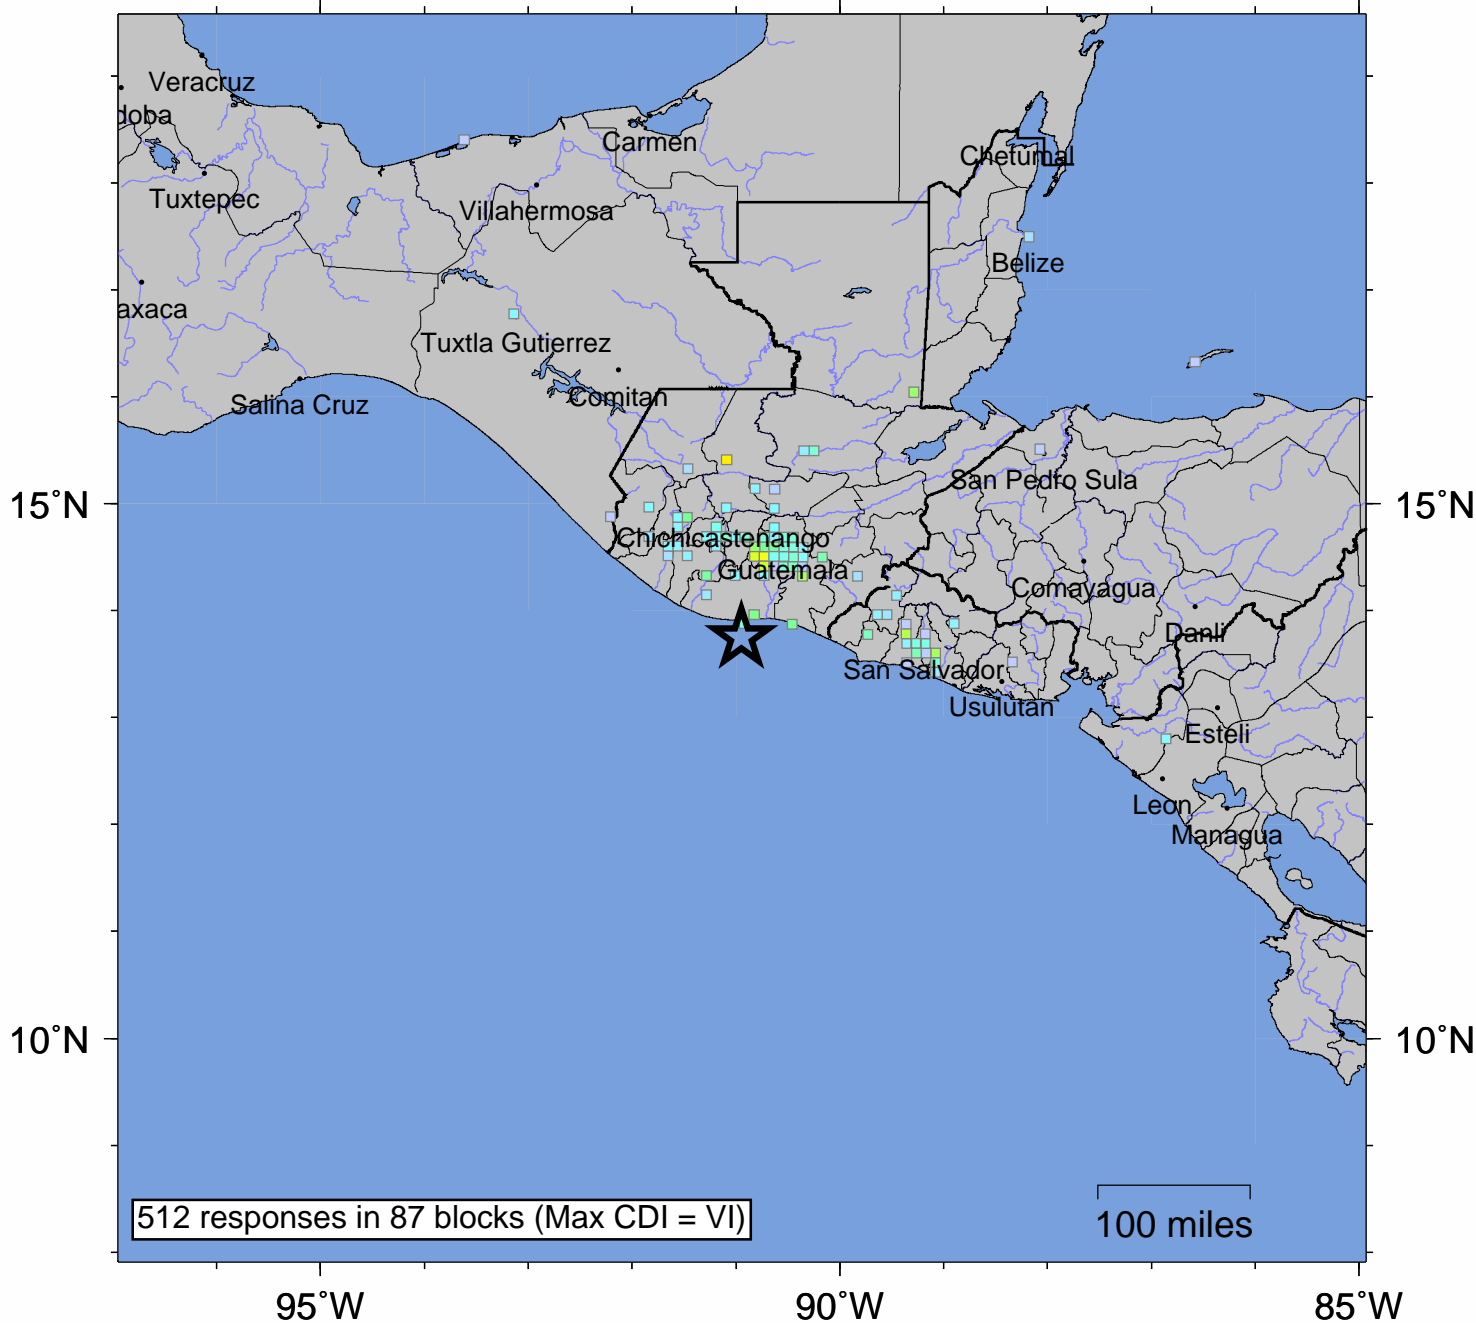 Veracruz
doba
Carmen
Chetumal
Tuxtepec
Villahermosa
Belize
axaca
Tuxtla Gutierrez
Comitan
Salina Cruz
San Pedro Sula
15˚N
15˚N
Chichicastenango
Guatemala
Comayagua
Danli
San Salvador
Usulutan
Esteli
Leon
Managua
10˚N
10˚N
512 responses in 87 blocks (Max CDI = VI)
100 miles
95˚W
90˚W
85˚W